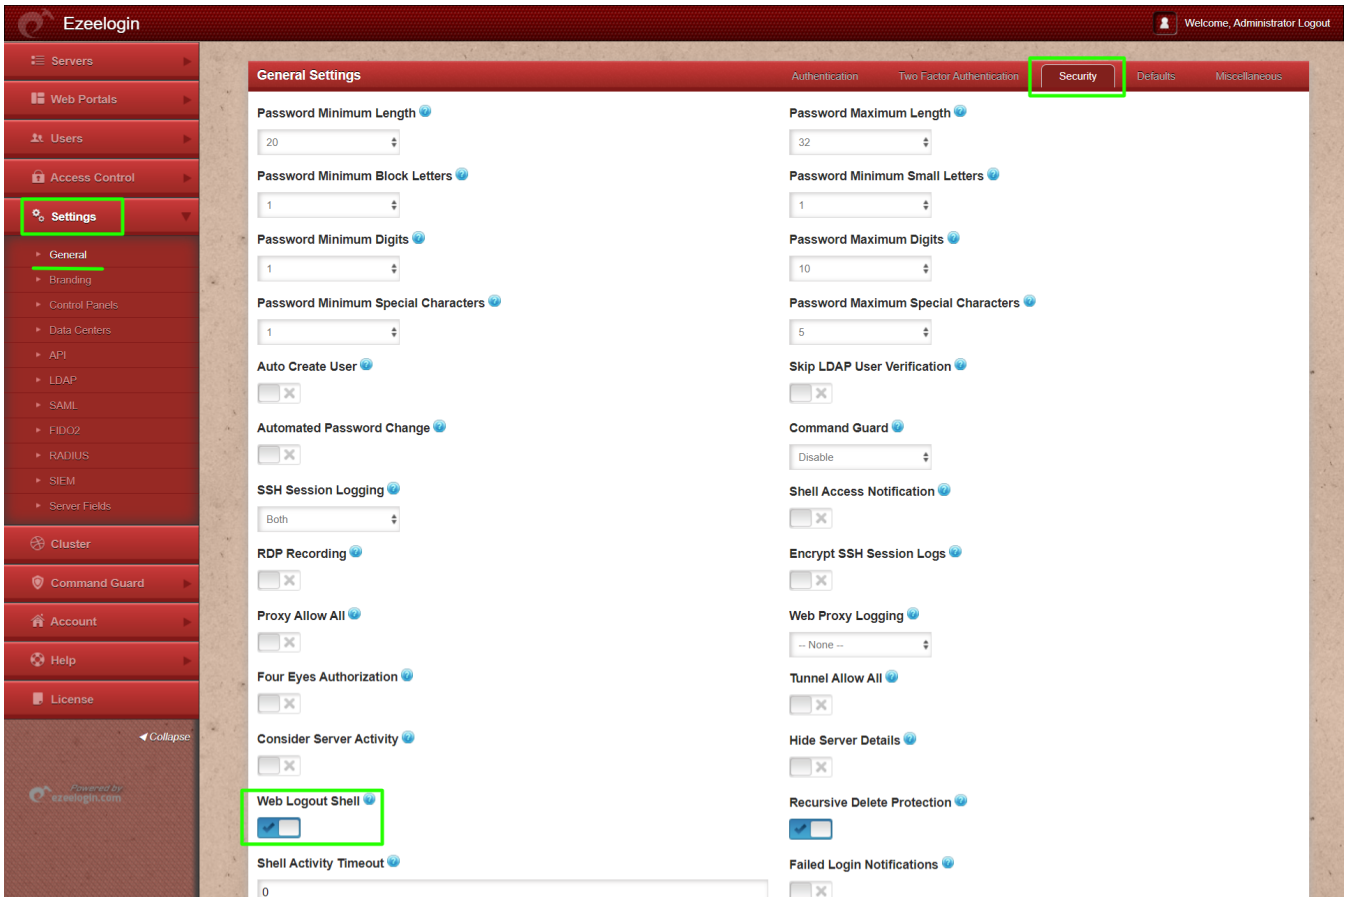 Ezeelogin
Welcome, Administrator Logout
Servers
Web Portals
Users
Access Control
Settings
General
Branding
Control Panels
Data Centers
API
LDAP
SAML
FIDO2
RADIUS
SIEM
Server Fields
Cluster
Command Guard
Account
Help
License
Collapse
Powered by
ezeelogin.com
General Settings
Authentication
Two Factor Authentication
Security
Defaults
Miscellaneous
Password Minimum Length
Password Maximum Length
20
32
Password Minimum Block Letters
Password Minimum Small Letters
1
1
Password Minimum Digits
Password Maximum Digits
1
10
Password Minimum Special Characters
Password Maximum Special Characters
1
5
Auto Create User
Skip LDAP User Verification
Automated Password Change
Command Guard
Disable
SSH Session Logging
Shell Access Notification
Both
RDP Recording
Encrypt SSH Session Logs
Proxy Allow All
Web Proxy Logging
-- None --
Four Eyes Authorization
Tunnel Allow All
Consider Server Activity
Hide Server Details
Web Logout Shell
Recursive Delete Protection
Shell Activity Timeout
Failed Login Notifications
0